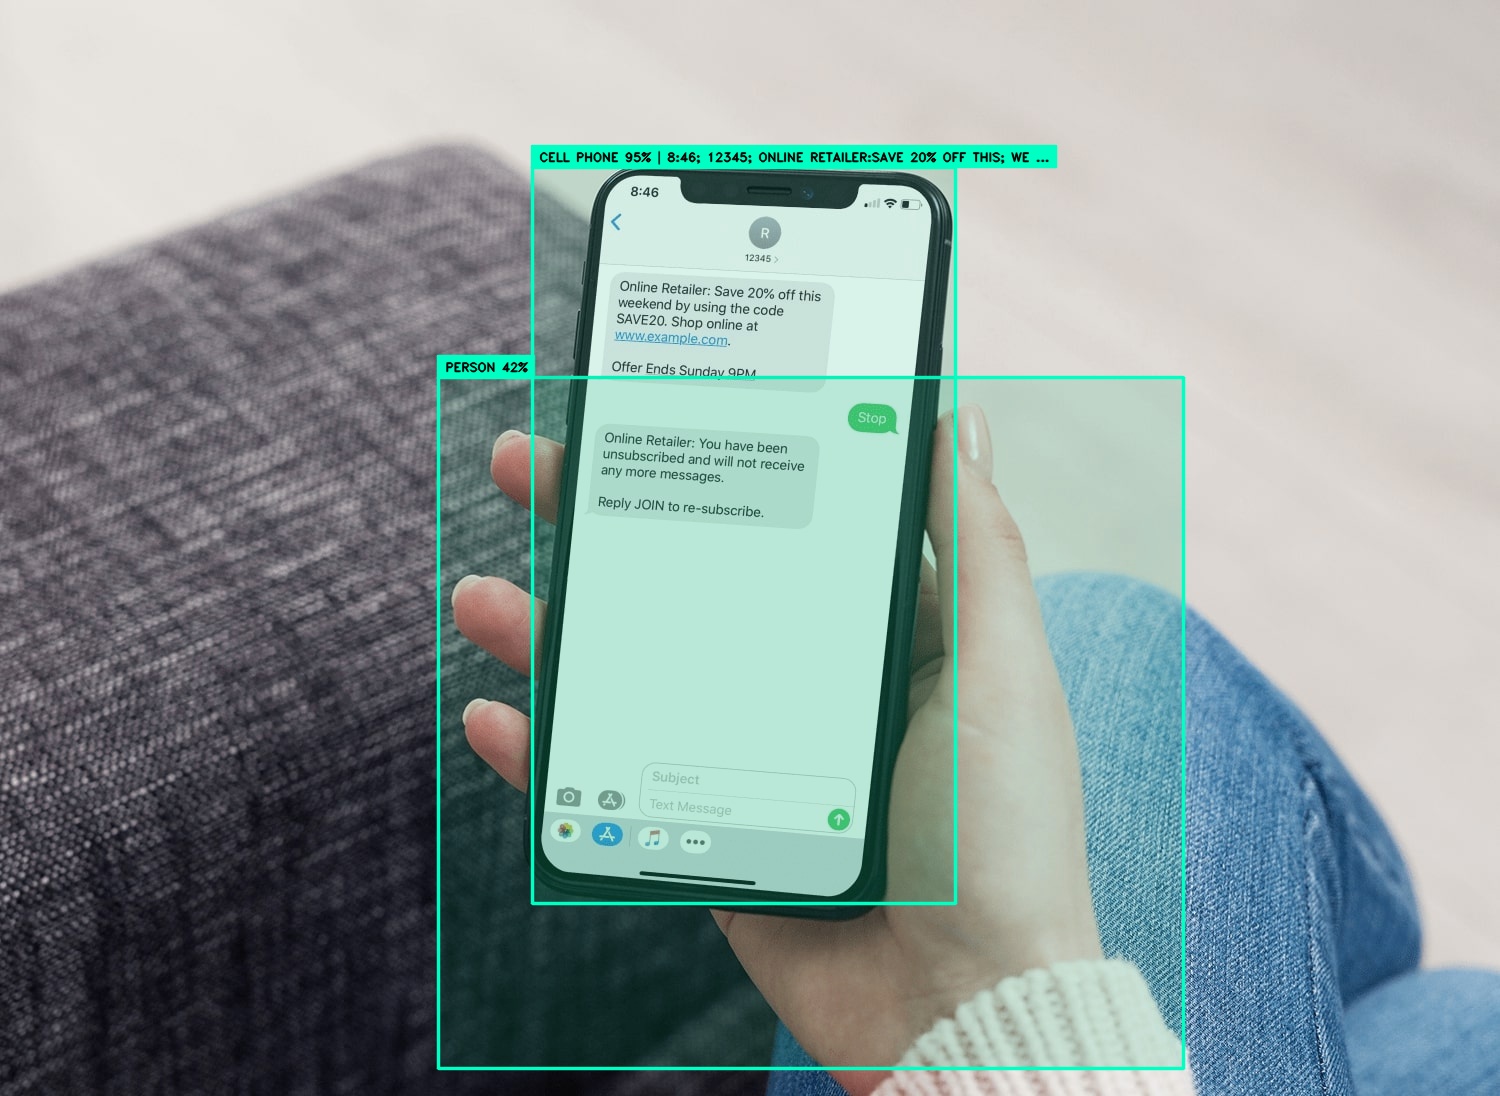 CELL PHONE 95% | 8:46; 12345; ONLINE RETAILER:SAVE 20% OFF THIS; WE ...
8:46
R
12345 >
Online Retailer: Save 20% off this
weekend by using the code
SAVE20. Shop online at
www.example.com.
PERSON 42%
Offer Ends Sunday 9PM
Stop
Online Retailer: You have been
unsubscribed and will not receive
any more messages.
Reply JOIN to re-subscribe.
Subject
Text Message